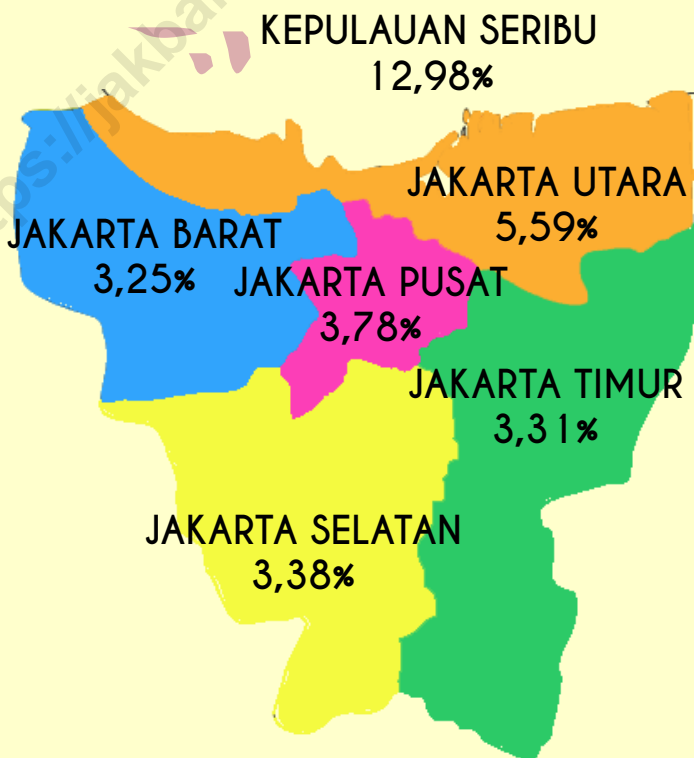 KEPULAUAN SERIBU
12,98%
JAKARTA UTARA
5,59%
JAKARTA BARAT
3,25%
JAKARTA PUSAT
3,78%
JAKARTA TIMUR
3,31%
JAKARTA SELATAN
3,38%